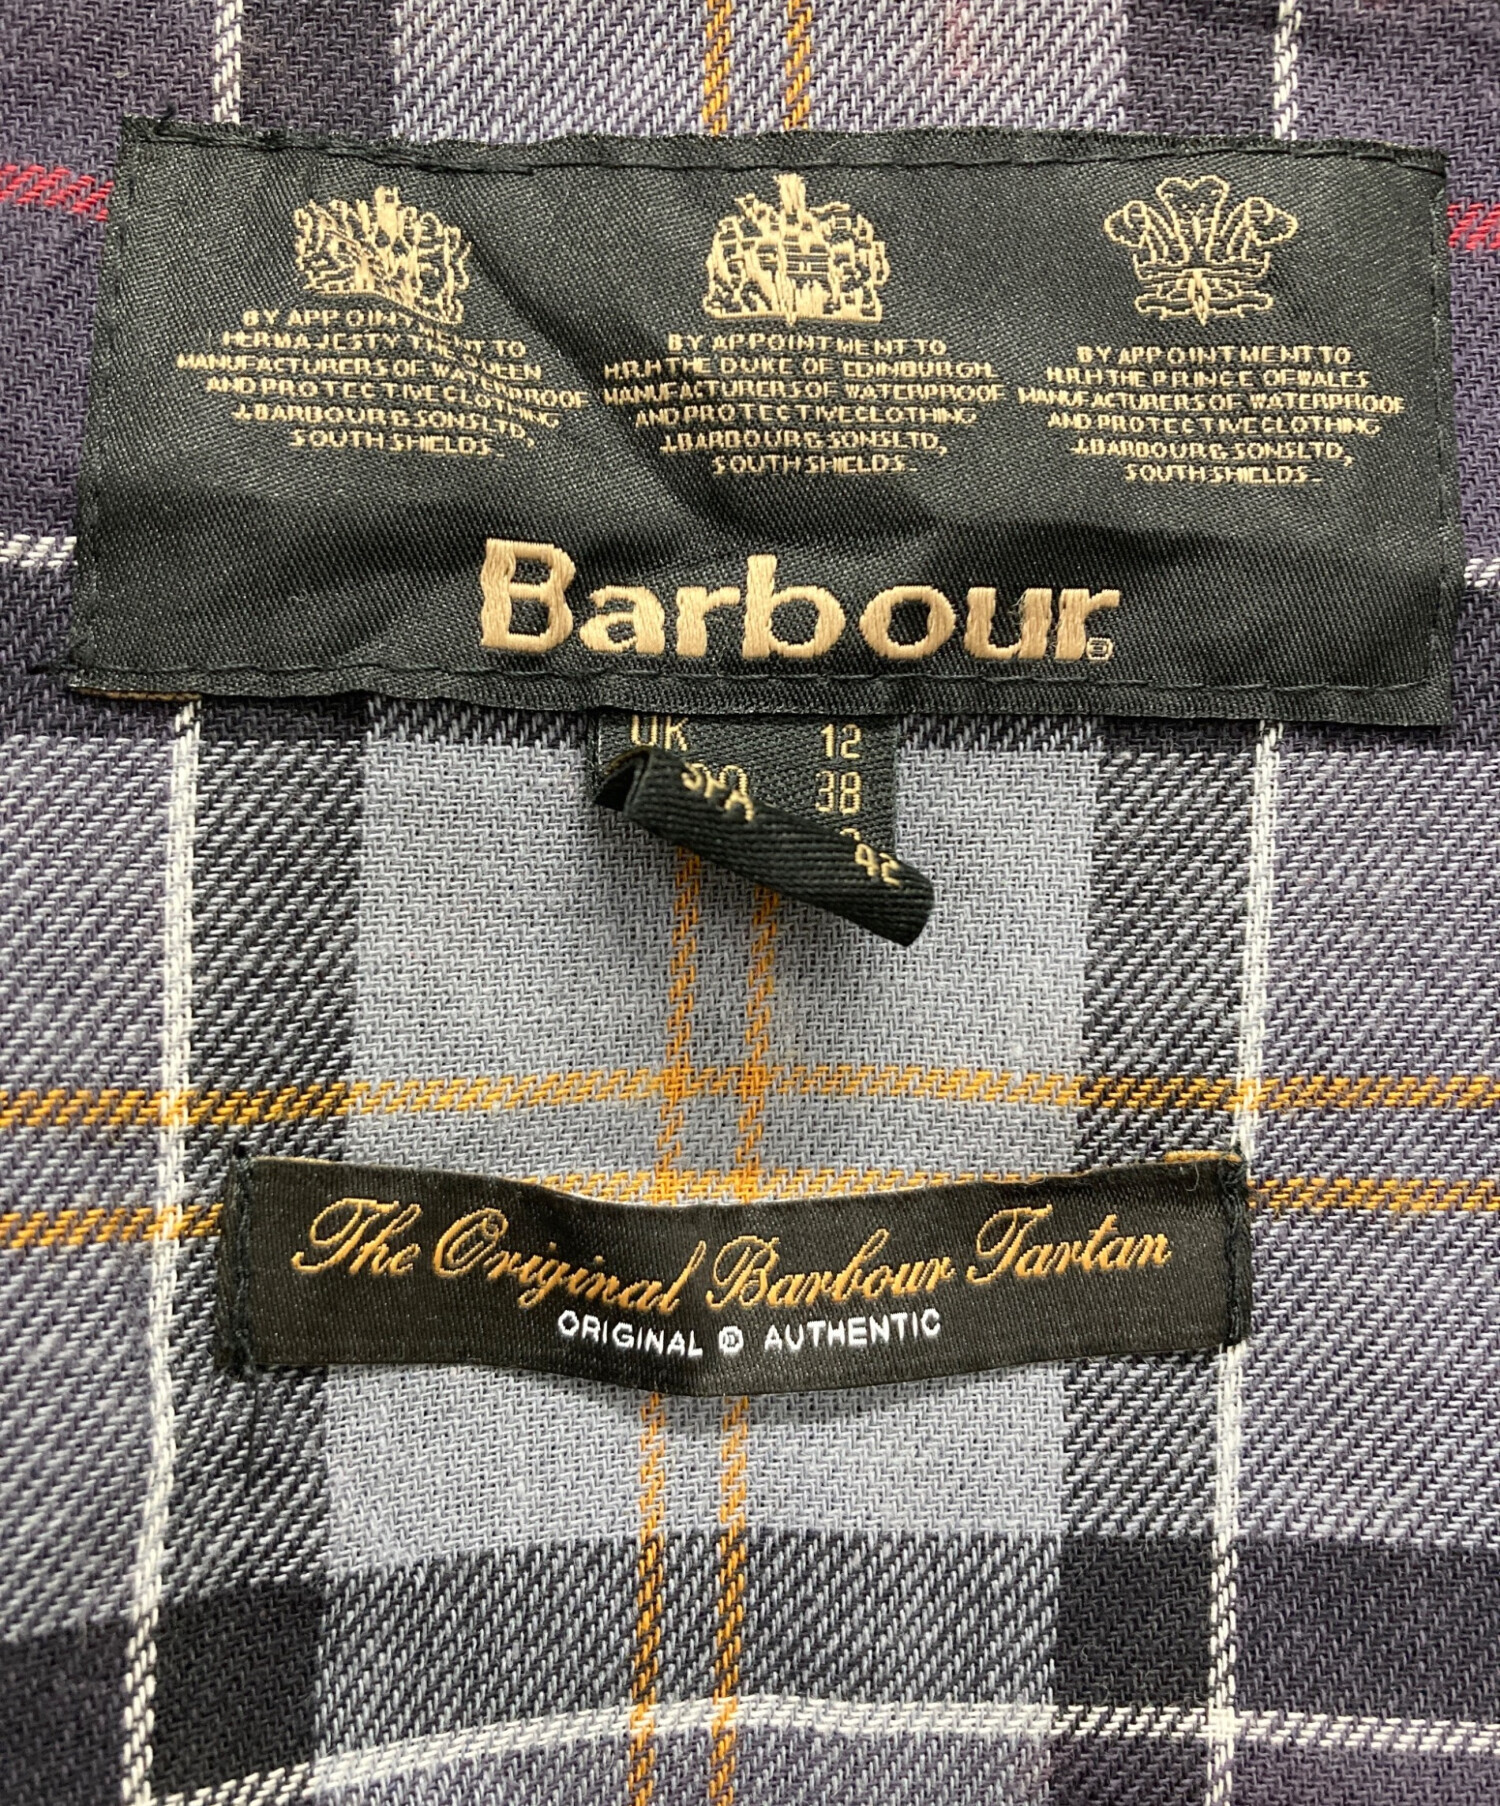 BY APPOINTMENT TO
HER MAJESTY THE QUEEN
MANUFACTURERS OF WATERPROOF
AND PROTECTIVE CLOTHING
J.BARBOUR & SONS LTD,
SOUTH SHIELDS.
BY APPOINTMENT TO
H.R.H THE DUKE OF EDINBURGH.
MANUFACTURERS OF WATERPROOF
AND PROTECTIVE CLOTHING
J.BARBOUR & SONS LTD,
SOUTH SHIELDS.
BY APPOINTMENT TO
H.R.H THE PRINCE OF WALES
MANUFACTURERS OF WATERPROOF
AND PROTECTIVE CLOTHING
J.BARBOUR & SONS LTD,
SOUTH SHIELDS.
Barbour®
UK 12
38
SPA 42
The Original Barbour Tartan
ORIGINAL ® AUTHENTIC